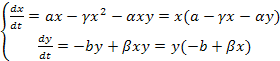 dx/dt = ax − γx² − αxy = x(a − γx − αy)
dy/dt = −by + βxy = y(−b + βx)